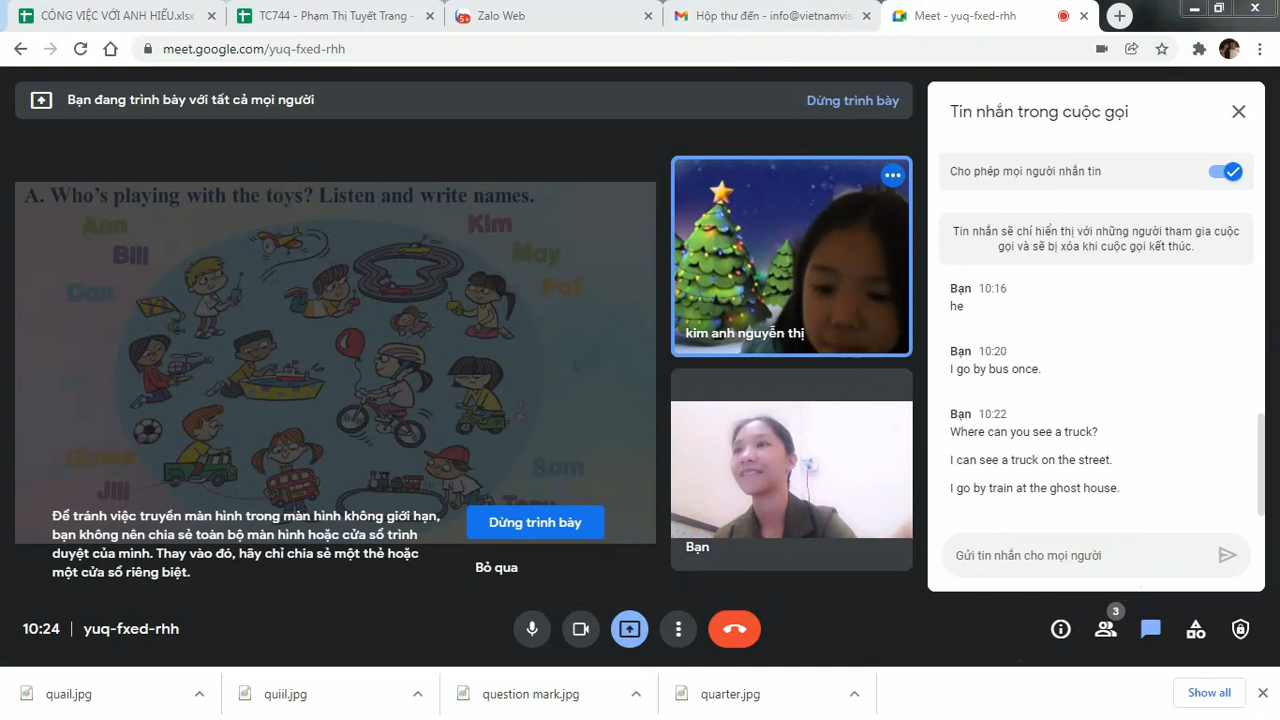 CÔNG VIỆC VỚI ANH HIẾU.xlsx
TC744 - Phạm Thị Tuyết Trang -
Zalo Web
Hộp thư đến - info@vietnamvis
Meet - yuq-fxed-rhh
meet.google.com/yuq-fxed-rhh
Bạn đang trình bày với tất cả mọi người
Dừng trình bày
A. Who's playing with the toys? Listen and write names.
Ann
Kim
Bill
May
Dan
Pat
Grace
Sam
Jill
Tony
Để tránh việc truyền màn hình trong màn hình không giới hạn,
bạn không nên chia sẻ toàn bộ màn hình hoặc cửa sổ trình
duyệt của mình. Thay vào đó, hãy chỉ chia sẻ một thẻ hoặc
một cửa sổ riêng biệt.
Dừng trình bày
Bỏ qua
kim anh nguyễn thị
Bạn
Tin nhắn trong cuộc gọi
Cho phép mọi người nhắn tin
Tin nhắn sẽ chỉ hiển thị với những người tham gia cuộc
gọi và sẽ bị xóa khi cuộc gọi kết thúc.
Bạn 10:16
he
Bạn 10:20
I go by bus once.
Bạn 10:22
Where can you see a truck?
I can see a truck on the street.
I go by train at the ghost house.
Gửi tin nhắn cho mọi người
10:24 | yuq-fxed-rhh
3
quail.jpg
quiil.jpg
question mark.jpg
quarter.jpg
Show all